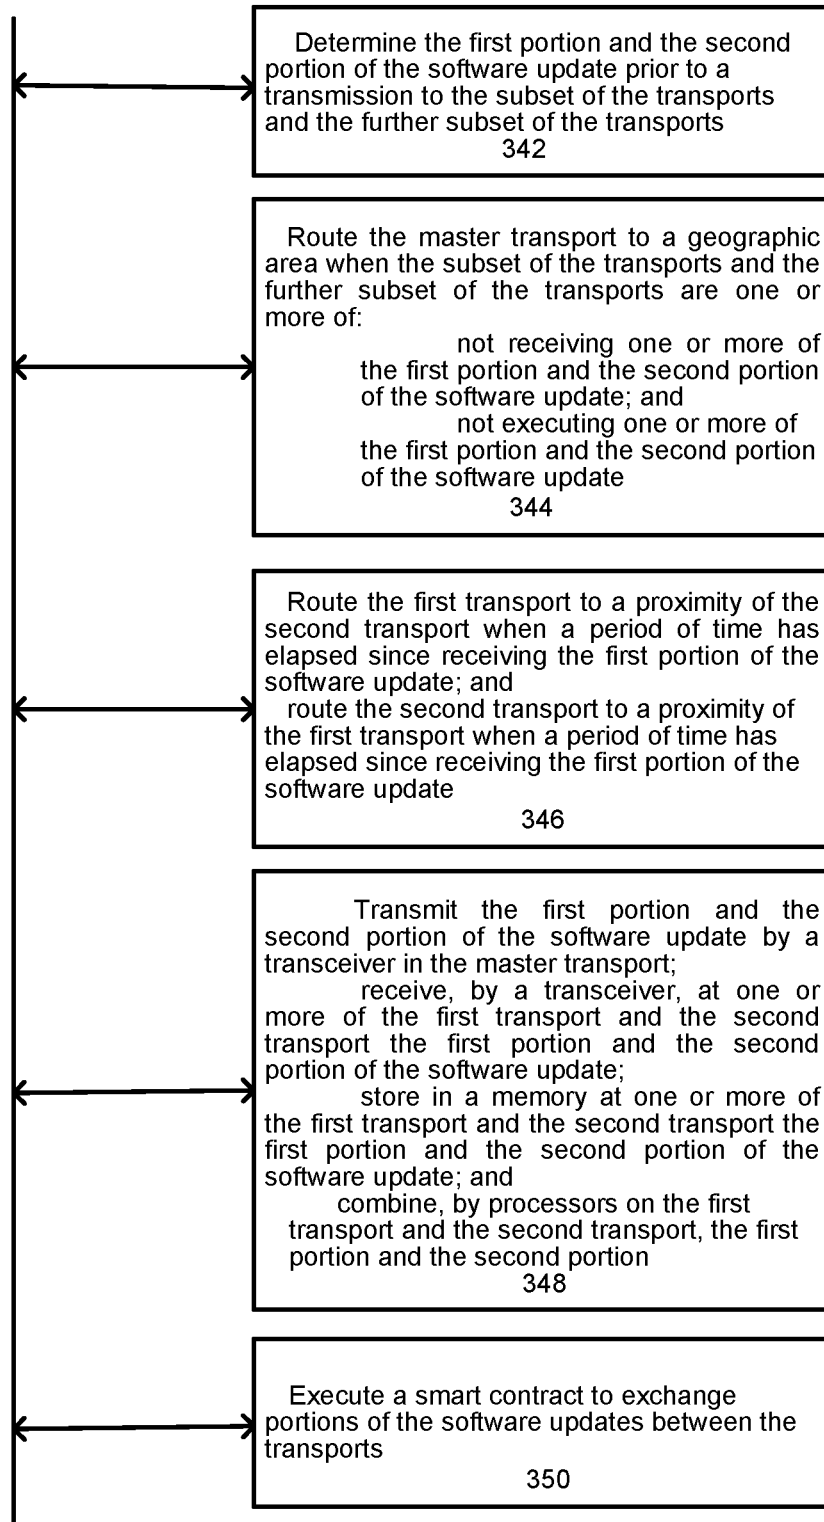 Determine the first portion and the second
portion of the software update prior to a
transmission to the subset of the transports
and the further subset of the transports
342
Route the master transport to a geographic
area when the subset of the transports and the
further subset of the transports are one or
more of:
not receiving one or more of
the first portion and the second portion
of the software update; and
not executing one or more of
the first portion and the second portion
of the software update
344
Route the first transport to a proximity of the
second transport when a period of time has
elapsed since receiving the first portion of the
software update; and
route the second transport to a proximity of
the first transport when a period of time has
elapsed since receiving the first portion of the
software update
346
Transmit the first portion and the
second portion of the software update by a
transceiver in the master transport;
receive, by a transceiver, at one or
more of the first transport and the second
transport the first portion and the second
portion of the software update;
store in a memory at one or more of
the first transport and the second transport the
first portion and the second portion of the
software update; and
combine, by processors on the first
transport and the second transport, the first
portion and the second portion
348
Execute a smart contract to exchange
portions of the software updates between the
transports
350